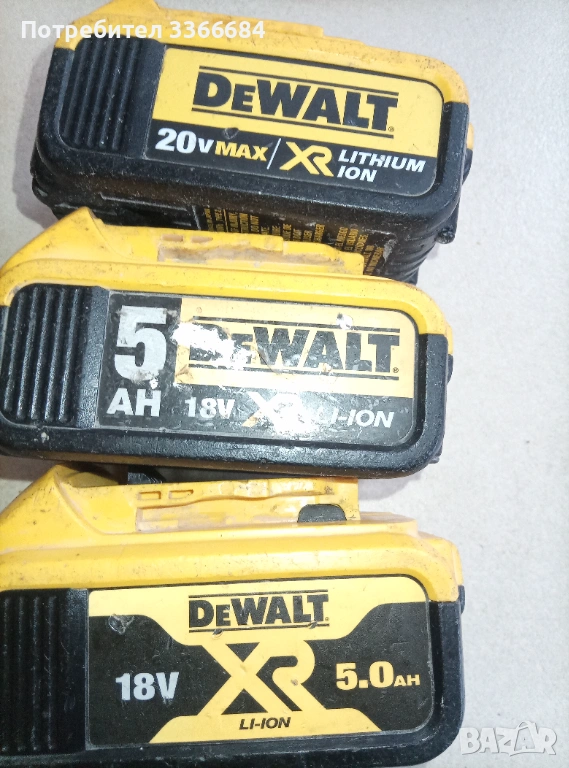 Потребител 3366684
DEWALT
20V MAX / XR LITHIUM ION
5 AH
DEWALT
18V XR LI-ION
DEWALT
18V XR 5.0AH
LI-ION
BAZAR